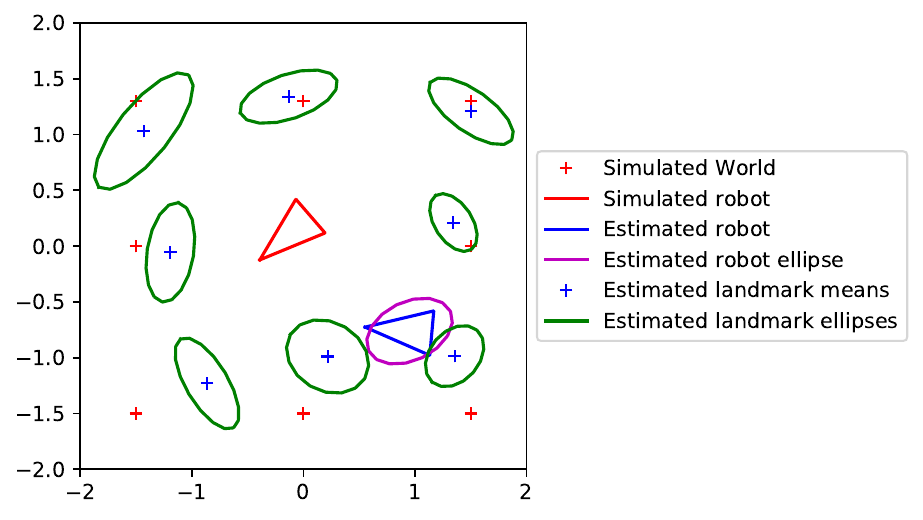 2.0
1.5
1.0
0.5
0.0
−0.5
−1.0
−1.5
−2.0
−2
−1
0
1
2
Simulated World
Simulated robot
Estimated robot
Estimated robot ellipse
Estimated landmark means
Estimated landmark ellipses